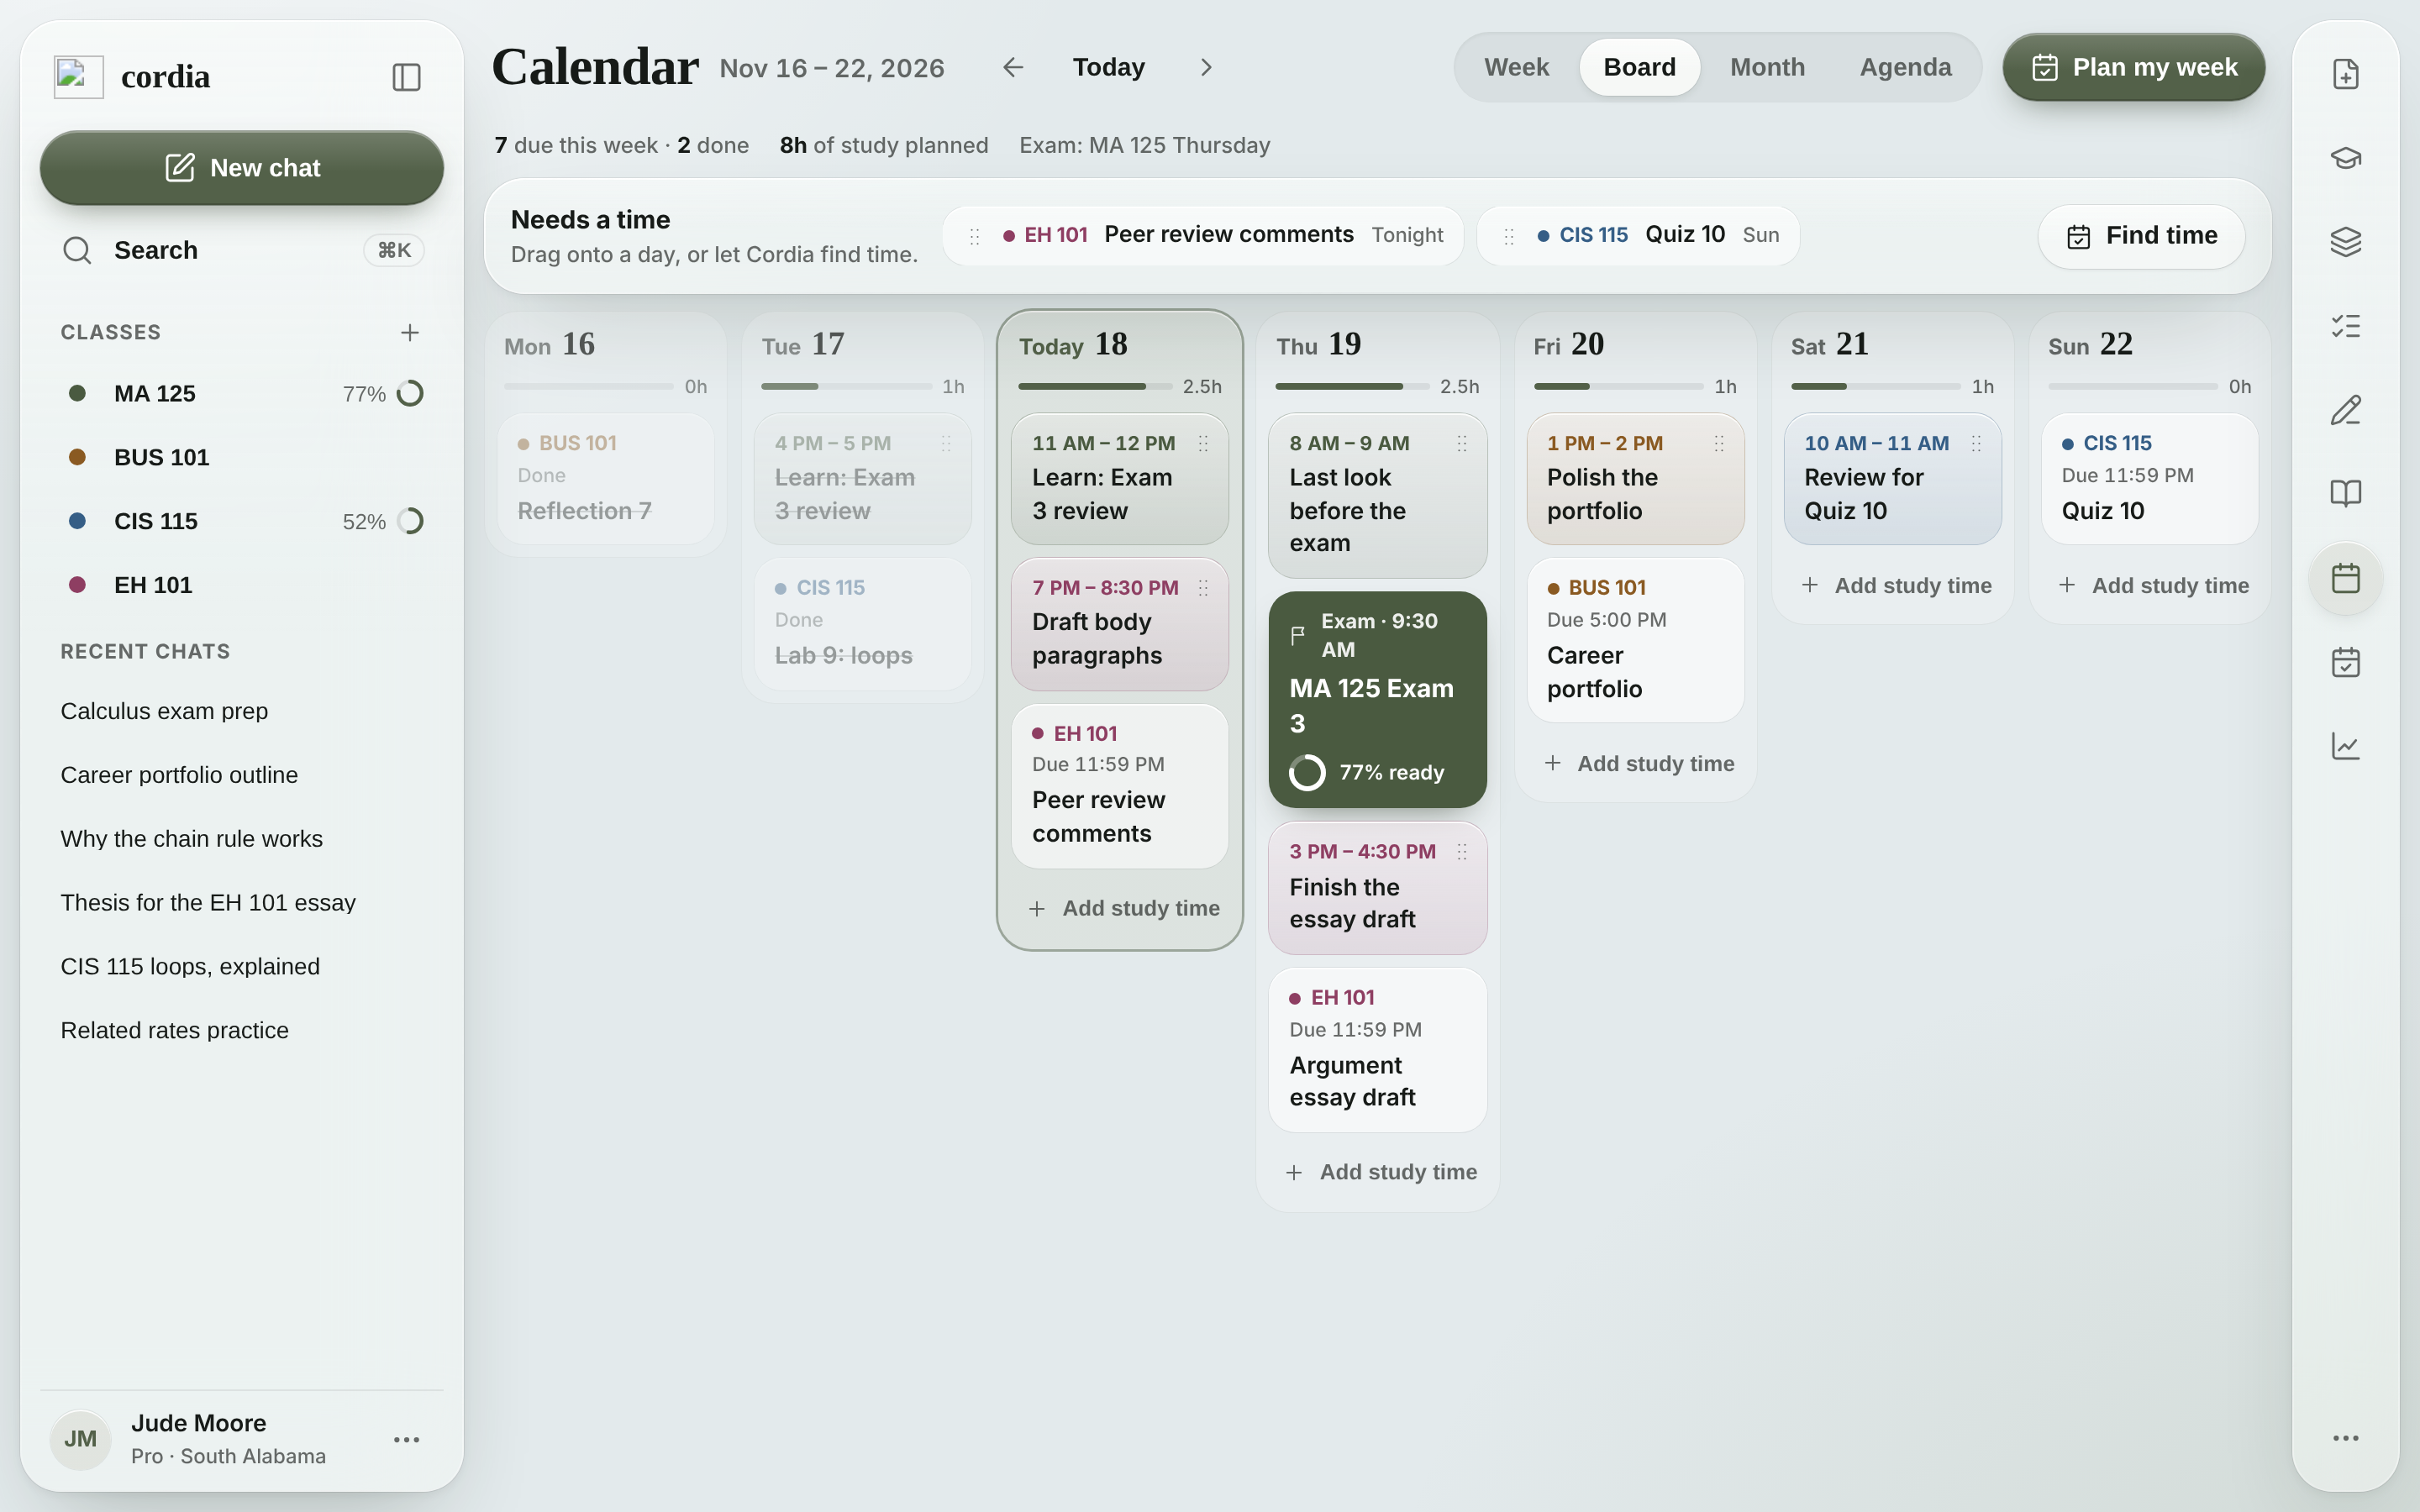 cordia
New chat
Search ⌘K
CLASSES
MA 125 77%
BUS 101
CIS 115 52%
EH 101
RECENT CHATS
Calculus exam prep
Career portfolio outline
Why the chain rule works
Thesis for the EH 101 essay
CIS 115 loops, explained
Related rates practice
JM
Jude Moore
Pro · South Alabama
Calendar Nov 16 – 22, 2026 Today
Week Board Month Agenda
Plan my week
7 due this week · 2 done 8h of study planned Exam: MA 125 Thursday
Needs a time
Drag onto a day, or let Cordia find time.
EH 101 Peer review comments Tonight
CIS 115 Quiz 10 Sun
Find time
Mon 16
0h
BUS 101
Done
Reflection 7
Tue 17
1h
4 PM – 5 PM
Learn: Exam
3 review
CIS 115
Done
Lab 9: loops
Today 18
2.5h
11 AM – 12 PM
Learn: Exam
3 review
7 PM – 8:30 PM
Draft body
paragraphs
EH 101
Due 11:59 PM
Peer review
comments
Add study time
Thu 19
2.5h
8 AM – 9 AM
Last look
before the
exam
Exam · 9:30
AM
MA 125 Exam
3
77% ready
3 PM – 4:30 PM
Finish the
essay draft
EH 101
Due 11:59 PM
Argument
essay draft
Add study time
Fri 20
1h
1 PM – 2 PM
Polish the
portfolio
BUS 101
Due 5:00 PM
Career
portfolio
Add study time
Sat 21
1h
10 AM – 11 AM
Review for
Quiz 10
Add study time
Sun 22
0h
CIS 115
Due 11:59 PM
Quiz 10
Add study time